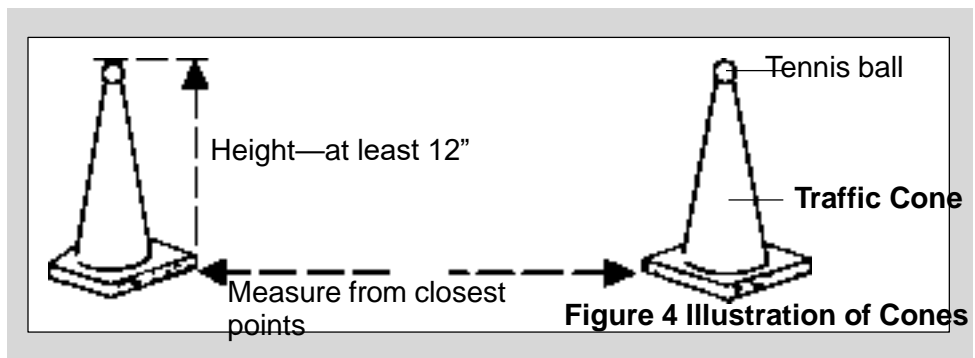 Tennis ball
Height—at least 12”
Traffic Cone
Measure from closest
points
Figure 4 Illustration of Cones